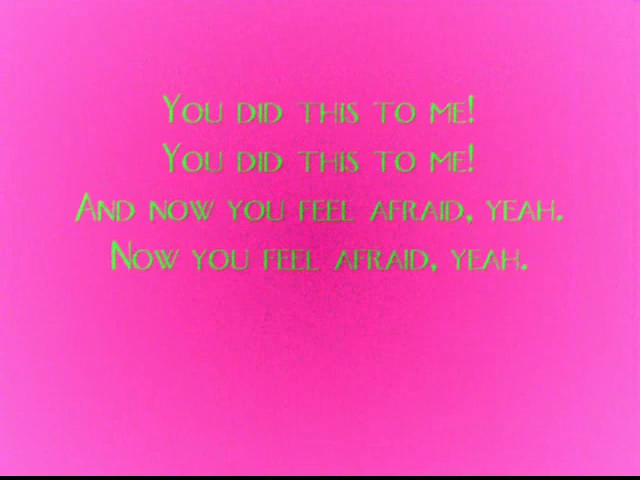 You did this to me!
You did this to me!
And now you feel afraid, yeah.
Now you feel afraid, yeah.